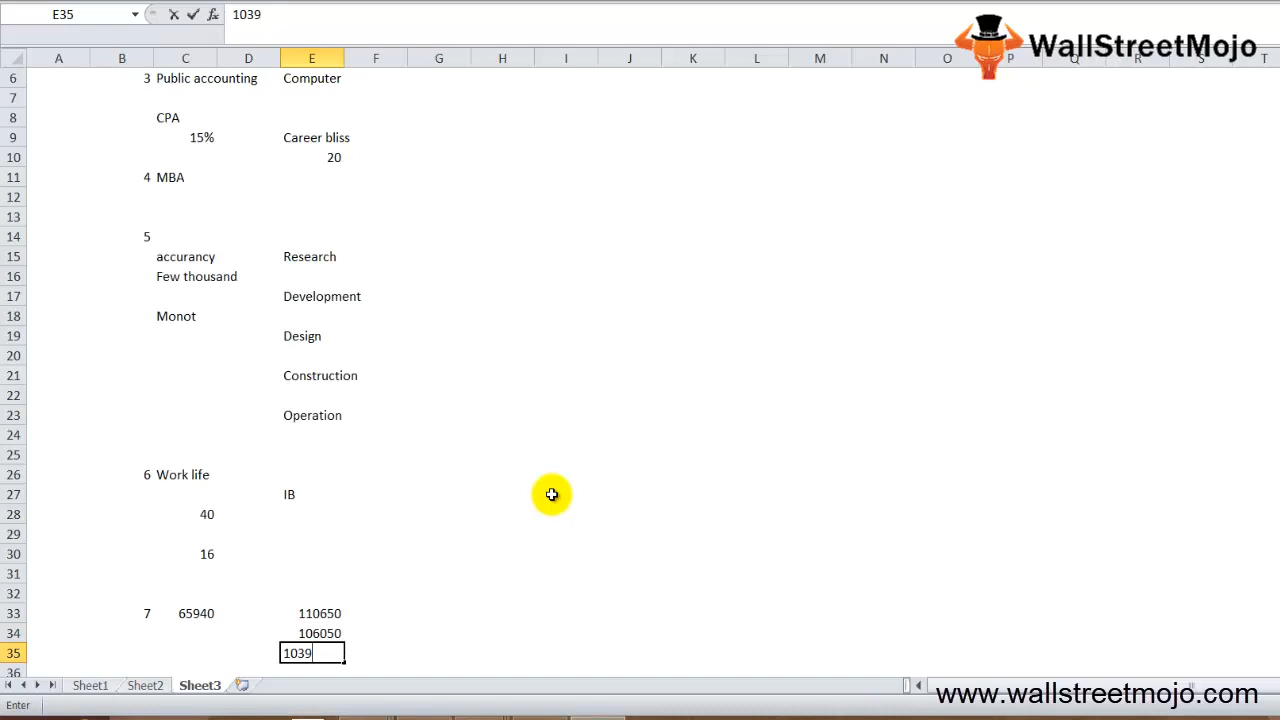 E35 fx 1039
WallStreetMojo
A B C D E F G H I J K L M N O P Q R S T
6 3 Public accounting Computer
7
8 CPA
9 15% Career bliss
10 20
11 4 MBA
12
13
14 5
15 accurancy Research
16 Few thousand
17 Development
18 Monot
19 Design
20
21 Construction
22
23 Operation
24
25
26 6 Work life
27 IB
28 40
29
30 16
31
32
33 7 65940 110650
34 106050
35 1039
36
Sheet1 Sheet2 Sheet3
www.wallstreetmojo.com
Enter